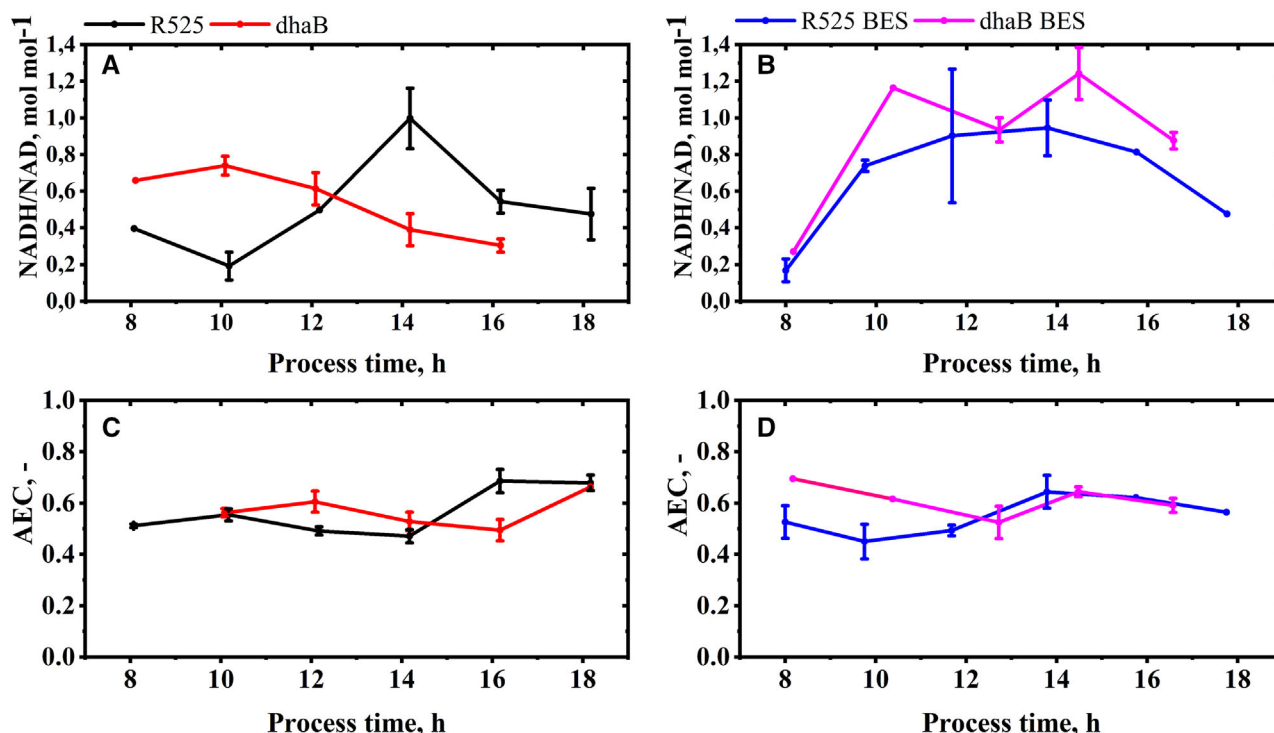 R525 dhaB
R525 BES dhaB BES
A
NADH/NAD, mol mol-1
1,4
1,2
1,0
0,8
0,6
0,4
0,2
0,0
8 10 12 14 16 18
Process time, h
B
NADH/NAD, mol mol-1
1,4
1,2
1,0
0,8
0,6
0,4
0,2
0,0
8 10 12 14 16 18
Process time, h
C
AEC, -
1.0
0.8
0.6
0.4
0.2
0.0
8 10 12 14 16 18
Process time, h
D
AEC, -
1.0
0.8
0.6
0.4
0.2
0.0
8 10 12 14 16 18
Process time, h